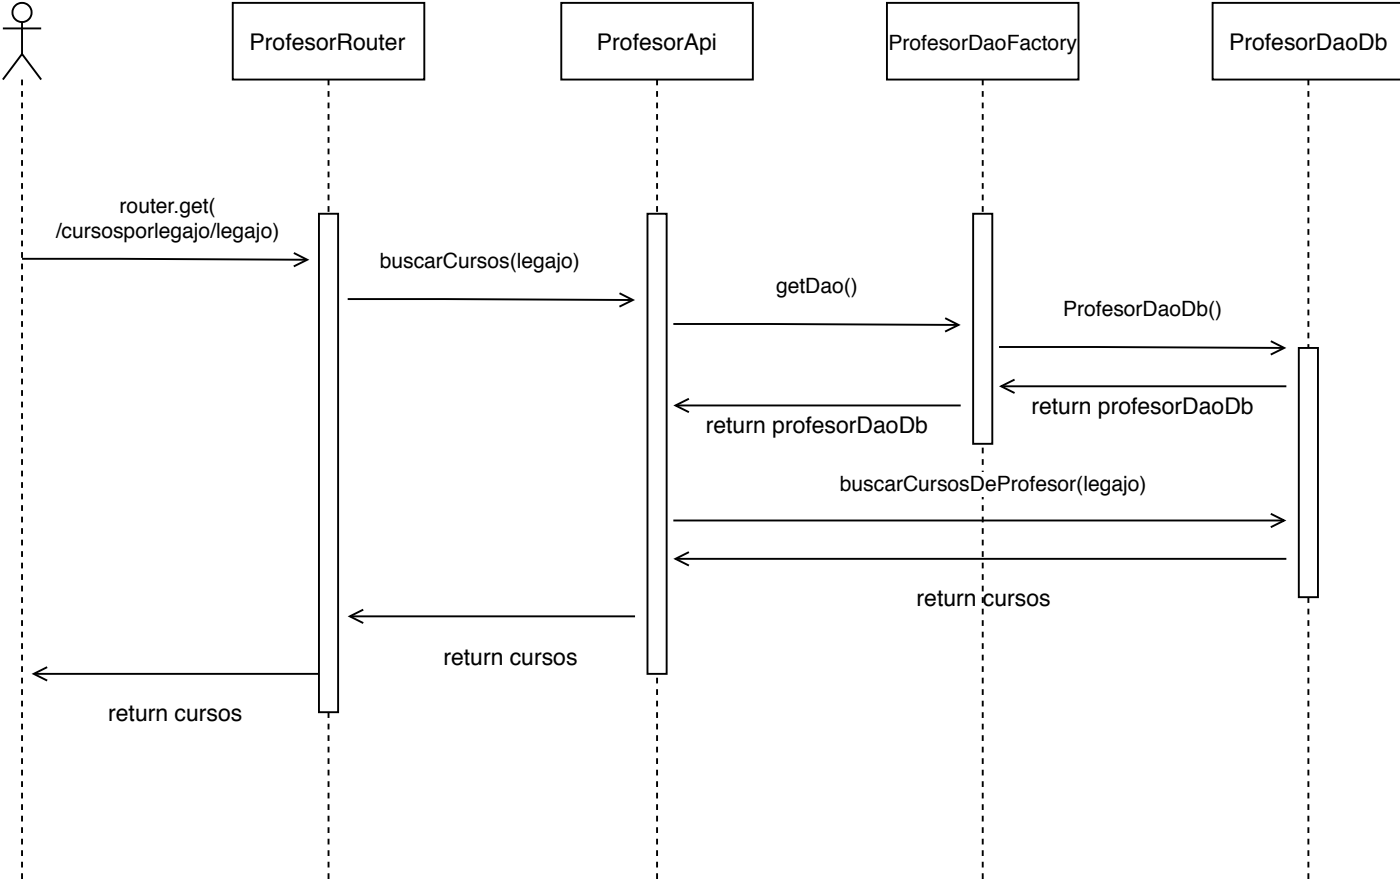 ProfesorRouter
ProfesorApi
ProfesorDaoFactory
ProfesorDaoDb
router.get(
/cursosporlegajo/legajo)
buscarCursos(legajo)
getDao()
ProfesorDaoDb()
return profesorDaoDb
return profesorDaoDb
buscarCursosDeProfesor(legajo)
return cursos
return cursos
return cursos